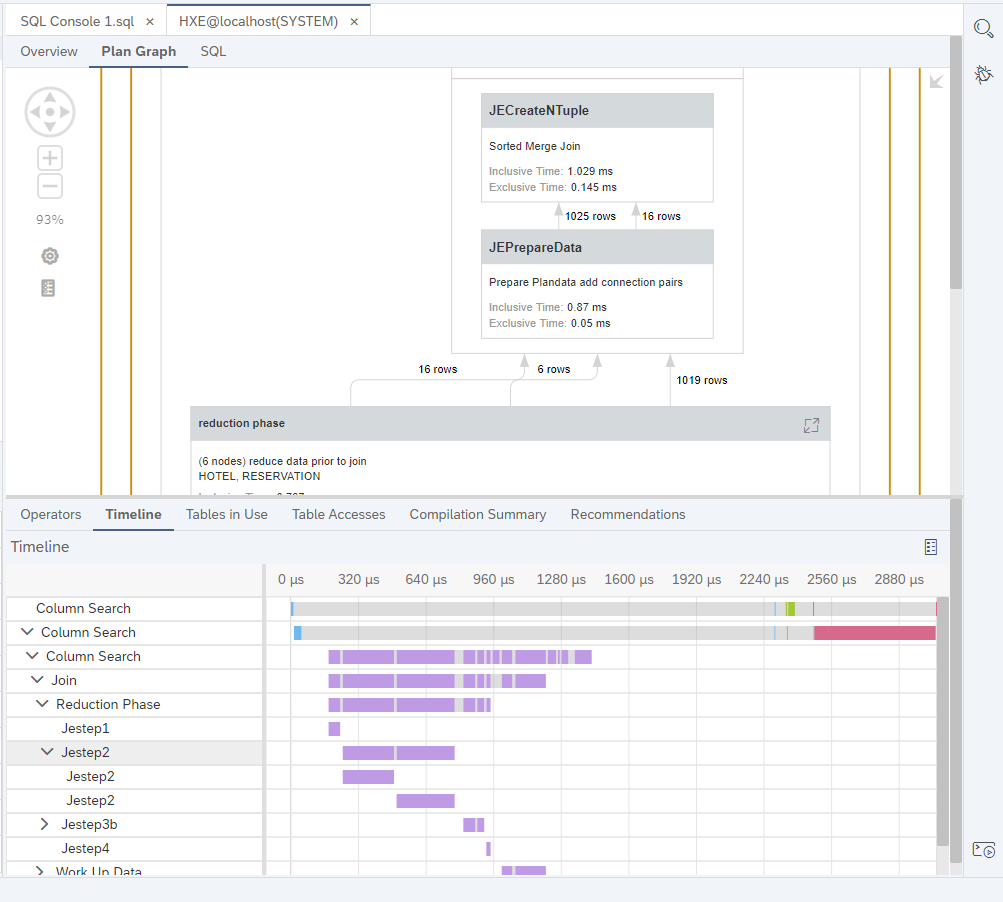 SQL Console 1.sql
HXE@localhost(SYSTEM)
Overview Plan Graph SQL
93%
JECreateNTuple
Sorted Merge Join
Inclusive Time: 1.029 ms
Exclusive Time: 0.145 ms
1025 rows 16 rows
JEPrepareData
Prepare Plandata add connection pairs
Inclusive Time: 0.87 ms
Exclusive Time: 0.05 ms
16 rows 6 rows
1019 rows
reduction phase
(6 nodes) reduce data prior to join
HOTEL, RESERVATION
Operators Timeline Tables in Use Table Accesses Compilation Summary Recommendations
Timeline
0 µs 320 µs 640 µs 960 µs 1280 µs 1600 µs 1920 µs 2240 µs 2560 µs 2880 µs
Column Search
Column Search
Column Search
Join
Reduction Phase
Jestep1
Jestep2
Jestep2
Jestep2
Jestep3b
Jestep4
Work Up Data